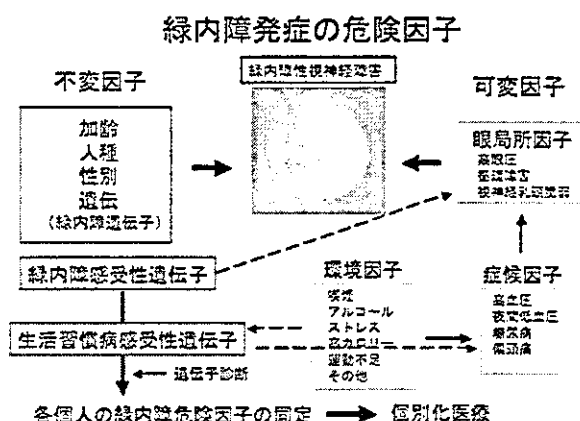 緑内障発症の危険因子
緑内障性視神経障害
不変因子
可変因子
加齢
人種
性別
遺伝
(緑内障遺伝子)
眼局所因子
高眼圧
循環障害
視神経乳頭脆弱
緑内障感受性遺伝子
環境因子
喫煙
アルコール
ストレス
高カロリー
運動不足
その他
症候因子
高血圧
夜間低血圧
糖尿病
偏頭痛
生活習慣病感受性遺伝子
遺伝子診断
各個人の緑内障危険因子の同定
個別化医療